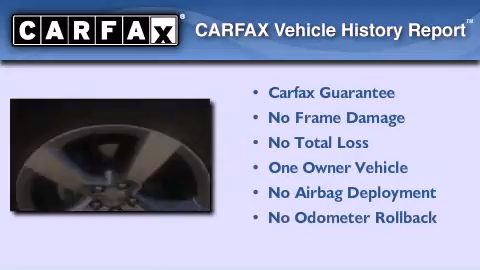 CARFAX® CARFAX Vehicle History Report™
• Carfax Guarantee
• No Frame Damage
• No Total Loss
• One Owner Vehicle
• No Airbag Deployment
• No Odometer Rollback